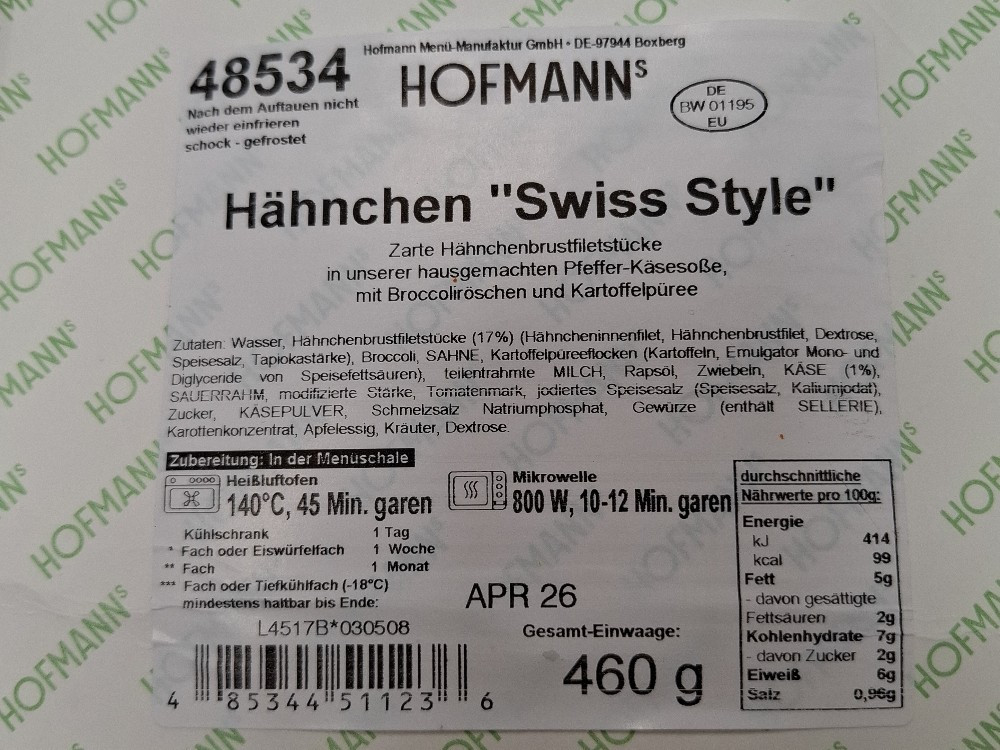 Hofmann Menü-Manufaktur GmbH • DE-97944 Boxberg
48534
HOFMANNS
DE
BW 01195
EU
Nach dem Auftauen nicht
wieder einfrieren
schock - gefrostet
Hähnchen "Swiss Style"
Zarte Hähnchenbrustfiletstücke
in unserer hausgemachten Pfeffer-Käsesoße,
mit Broccoliröschen und Kartoffelpüree
Zutaten: Wasser, Hähnchenbrustfiletstücke (17%) (Hähncheninnenfilet, Hähnchenbrustfilet, Dextrose,
Speisesalz, Tapiokastärke), Broccoli, SAHNE, Kartoffelpüreeflocken (Kartoffeln, Emulgator Mono- und
Diglyceride von Speisefettsäuren), teilentrahmte MILCH, Rapsöl, Zwiebeln, KÄSE (1%),
SAUERRAHM, modifizierte Stärke, Tomatenmark, jodiertes Speisesalz (Speisesalz, Kaliumjodat),
Zucker, KÄSEPULVER, Schmelzsalz Natriumphosphat, Gewürze (enthält SELLERIE),
Karottenkonzentrat, Apfelessig, Kräuter, Dextrose.
Zubereitung: In der Menüschale
Heißluftofen
140°C, 45 Min. garen
Mikrowelle
800 W, 10-12 Min. garen
Kühlschrank 1 Tag
* Fach oder Eiswürfelfach 1 Woche
** Fach 1 Monat
*** Fach oder Tiefkühlfach (-18°C)
mindestens haltbar bis Ende:
APR 26
L4517B*030508
Gesamt-Einwaage:
460 g
4 85344 51123 6
durchschnittliche
Nährwerte pro 100g:
Energie
kJ 414
kcal 99
Fett 5g
- davon gesättigte
Fettsäuren 2g
Kohlenhydrate 7g
- davon Zucker 2g
Eiweiß 6g
Salz 0,96g